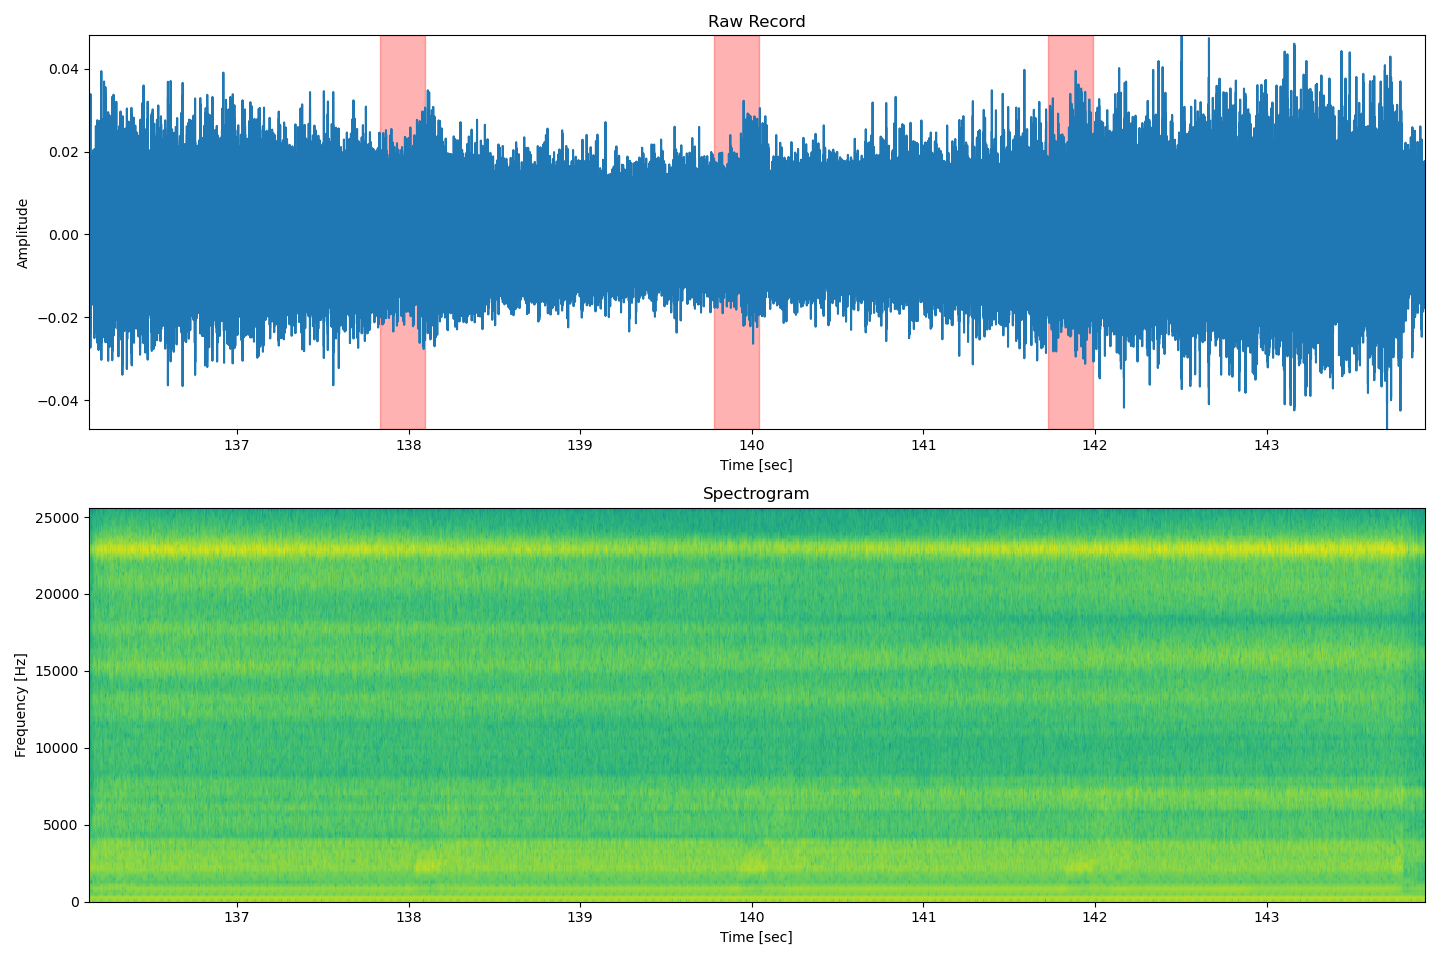 Raw Record
0.04
0.02
0.00
−0.02
−0.04
Amplitude
137 138 139 140 141 142 143
Time [sec]
Spectrogram
25000
20000
15000
10000
5000
0
Frequency [Hz]
137 138 139 140 141 142 143
Time [sec]